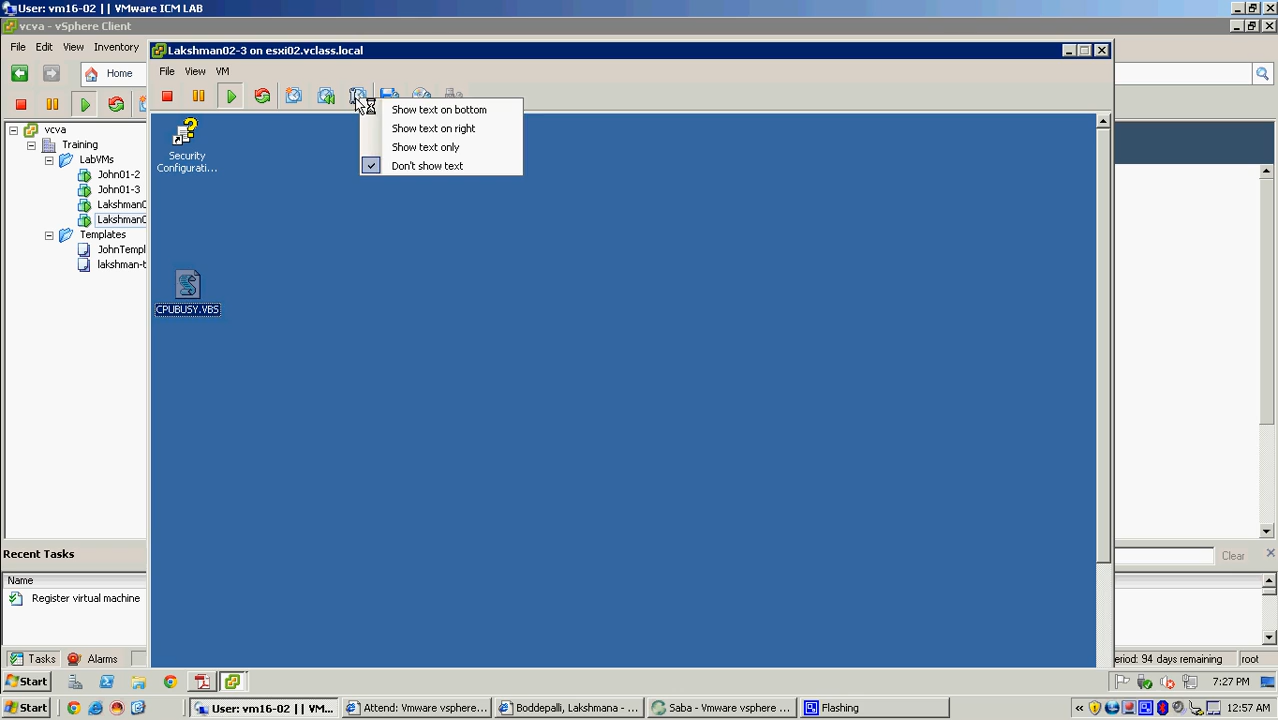 User: vm16-02 || VMware ICM LAB
vcva - vSphere Client
File Edit View Inventory
Home
Lakshman02-3 on esxi02.vclass.local
File View VM
Show text on bottom
Show text on right
Show text only
Don't show text
vcva
Training
LabVMs
John01-2
John01-3
Lakshman0
Lakshman0
Templates
JohnTempl
lakshman-t
Security
Configurati...
CPUBUSY.VBS
Recent Tasks
Name
Register virtual machine
Clear
Tasks Alarms
eriod: 94 days remaining root
Start
7:27 PM
Start
User: vm16-02 || VM...
Attend: Vmware vsphere...
Boddepalli, Lakshmana - ...
Saba - Vmware vsphere ...
Flashing
12:57 AM